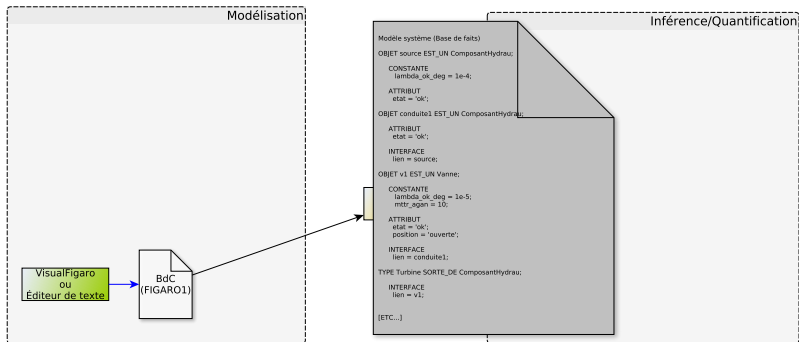 Modélisation
Inférence/Quantification
Modèle système (Base de faits)
OBJET source EST_UN ComposantHydrau;
CONSTANTE
lambda_ok_deg = 1e-4;
ATTRIBUT
etat = 'ok';
OBJET conduite1 EST_UN ComposantHydrau;
ATTRIBUT
etat = 'ok';
INTERFACE
lien = source;
OBJET v1 EST_UN Vanne;
CONSTANTE
lambda_ok_deg = 1e-5;
mttr_agan = 10;
ATTRIBUT
etat = 'ok';
position = 'ouverte';
INTERFACE
lien = conduite1;
TYPE Turbine SORTE_DE ComposantHydrau;
INTERFACE
lien = v1;
[ETC...]
VisualFigaro
ou
Éditeur de texte
BdC
(FIGARO1)